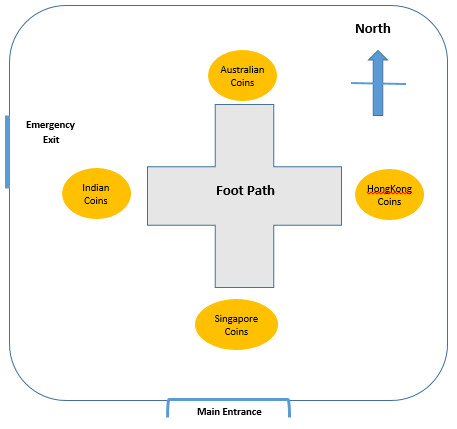 North
Australian
Coins
Emergency
Exit
Indian
Coins
Foot Path
HongKong
Coins
Singapore
Coins
Main Entrance